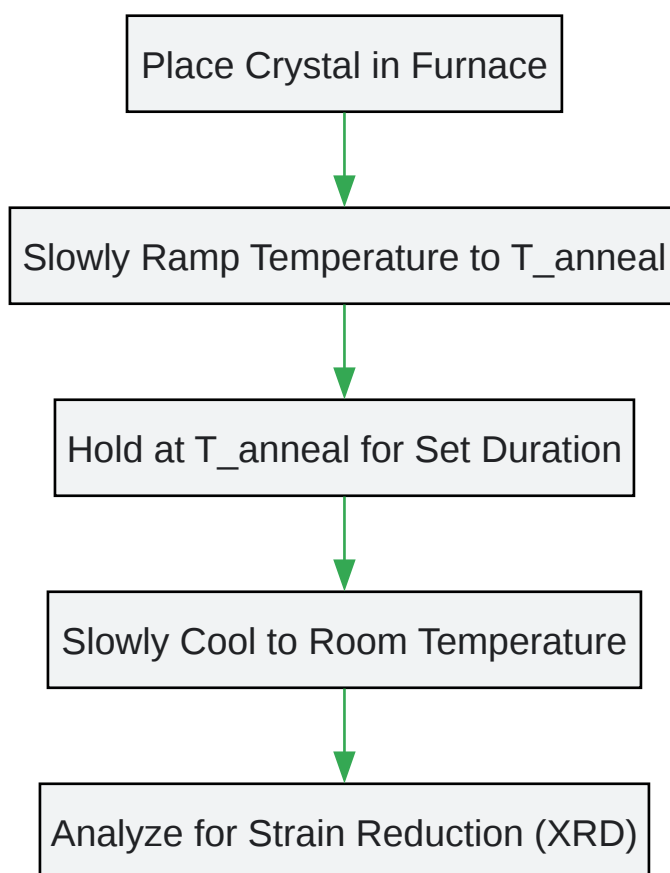 Place Crystal in Furnace
Slowly Ramp Temperature to T_anneal
Hold at T_anneal for Set Duration
Slowly Cool to Room Temperature
Analyze for Strain Reduction (XRD)